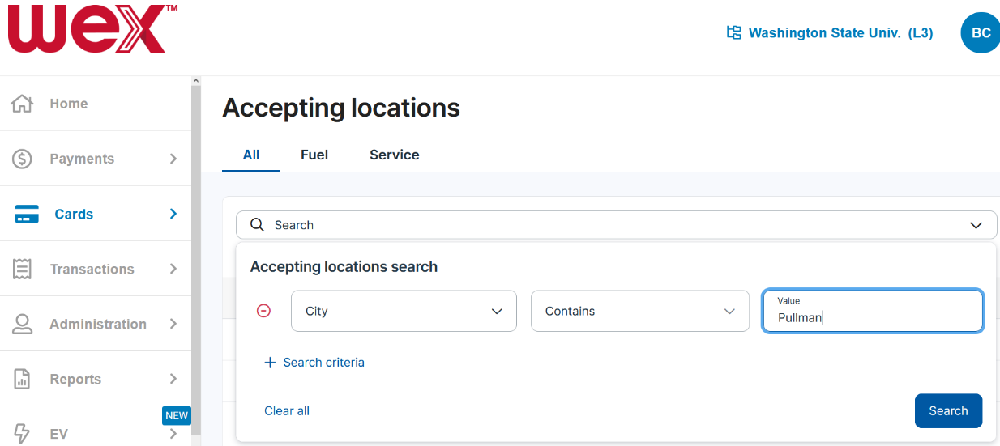 wex™
Washington State Univ. (L3)
BC
Home
Payments
Cards
Transactions
Administration
Reports
NEW
EV
Accepting locations
All Fuel Service
Search
Accepting locations search
City
Contains
Value
Pullman
+ Search criteria
Clear all
Search